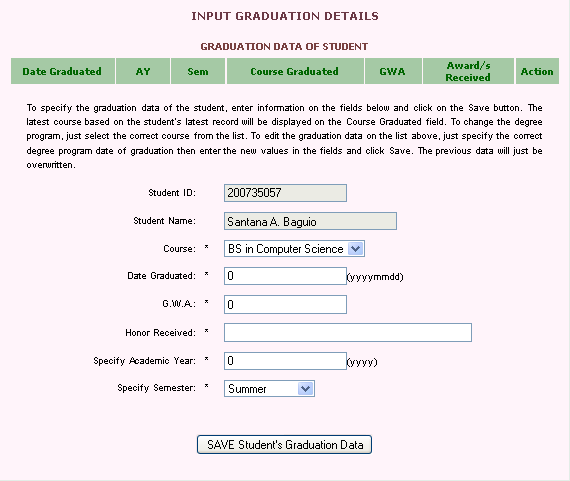 INPUT GRADUATION DETAILS
GRADUATION DATA OF STUDENT
Date Graduated AY Sem Course Graduated GWA Award/s Received Action
To specify the graduation data of the student, enter information on the fields below and click on the Save button. The
latest course based on the student's latest record will be displayed on the Course Graduated field. To change the degree
program, just select the correct course from the list. To edit the graduation data on the list above, just specify the correct
degree program date of graduation then enter the new values in the fields and click Save. The previous data will just be
overwritten.
Student ID: 200735057
Student Name: Santana A. Baguio
Course: * BS in Computer Science
Date Graduated: * 0 (yyyymmdd)
G.W.A.: * 0
Honor Received: *
Specify Academic Year: * 0 (yyyy)
Specify Semester: * Summer
SAVE Student's Graduation Data